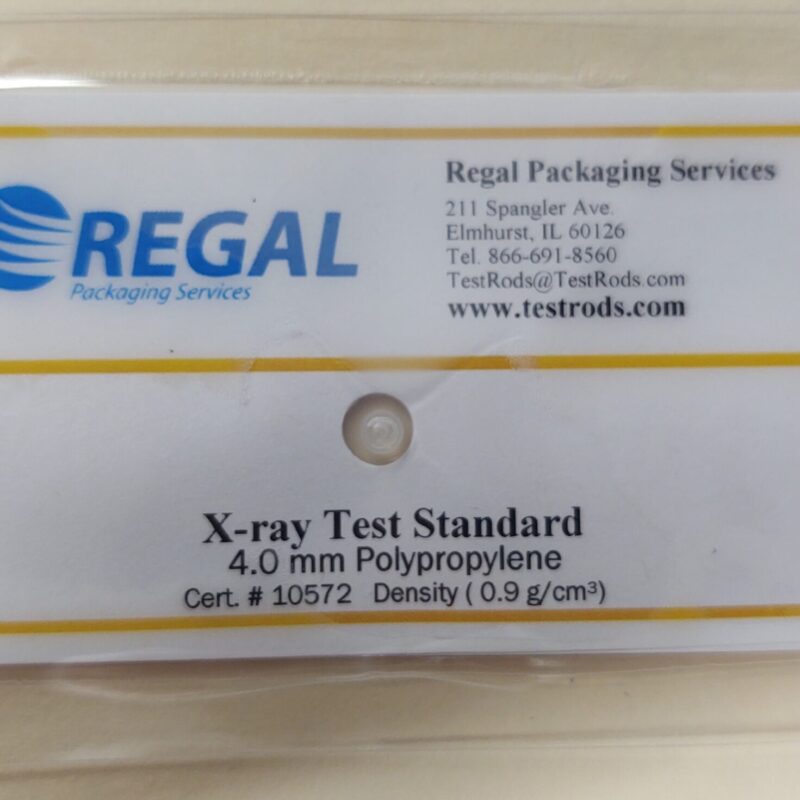 REGAL
Packaging Services
Regal Packaging Services
211 Spangler Ave.
Elmhurst, IL 60126
Tel. 866-691-8560
TestRods@TestRods.com
www.testrods.com
X-ray Test Standard
4.0 mm Polypropylene
Cert. # 10572 Density ( 0.9 g/cm³)